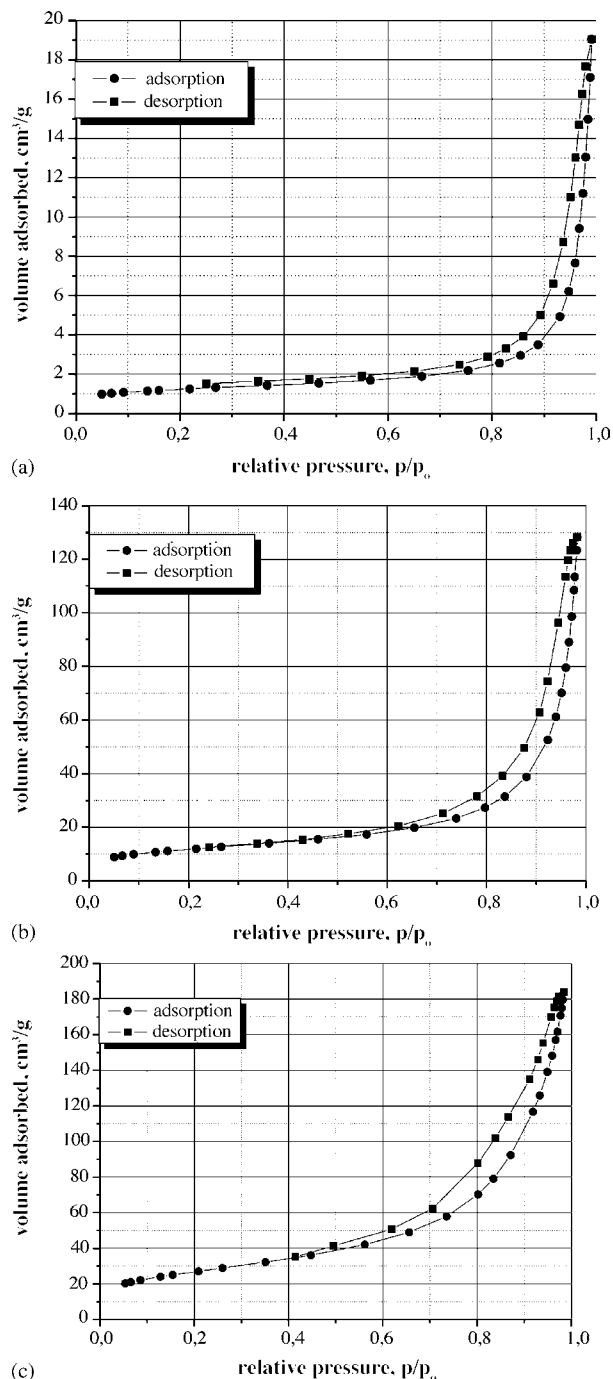 20
18
16
14
12
10
8
6
4
2
0
volume adsorbed, cm³/g
adsorption
desorption
0,0 0,2 0,4 0,6 0,8 1,0
(a)
relative pressure, p/pₒ
140
120
100
80
60
40
20
0
volume adsorbed, cm³/g
adsorption
desorption
0,0 0,2 0,4 0,6 0,8 1,0
(b)
relative pressure, p/pₒ
200
180
160
140
120
100
80
60
40
20
0
volume adsorbed, cm³/g
adsorption
desorption
0,0 0,2 0,4 0,6 0,8 1,0
(c)
relative pressure, p/pₒ